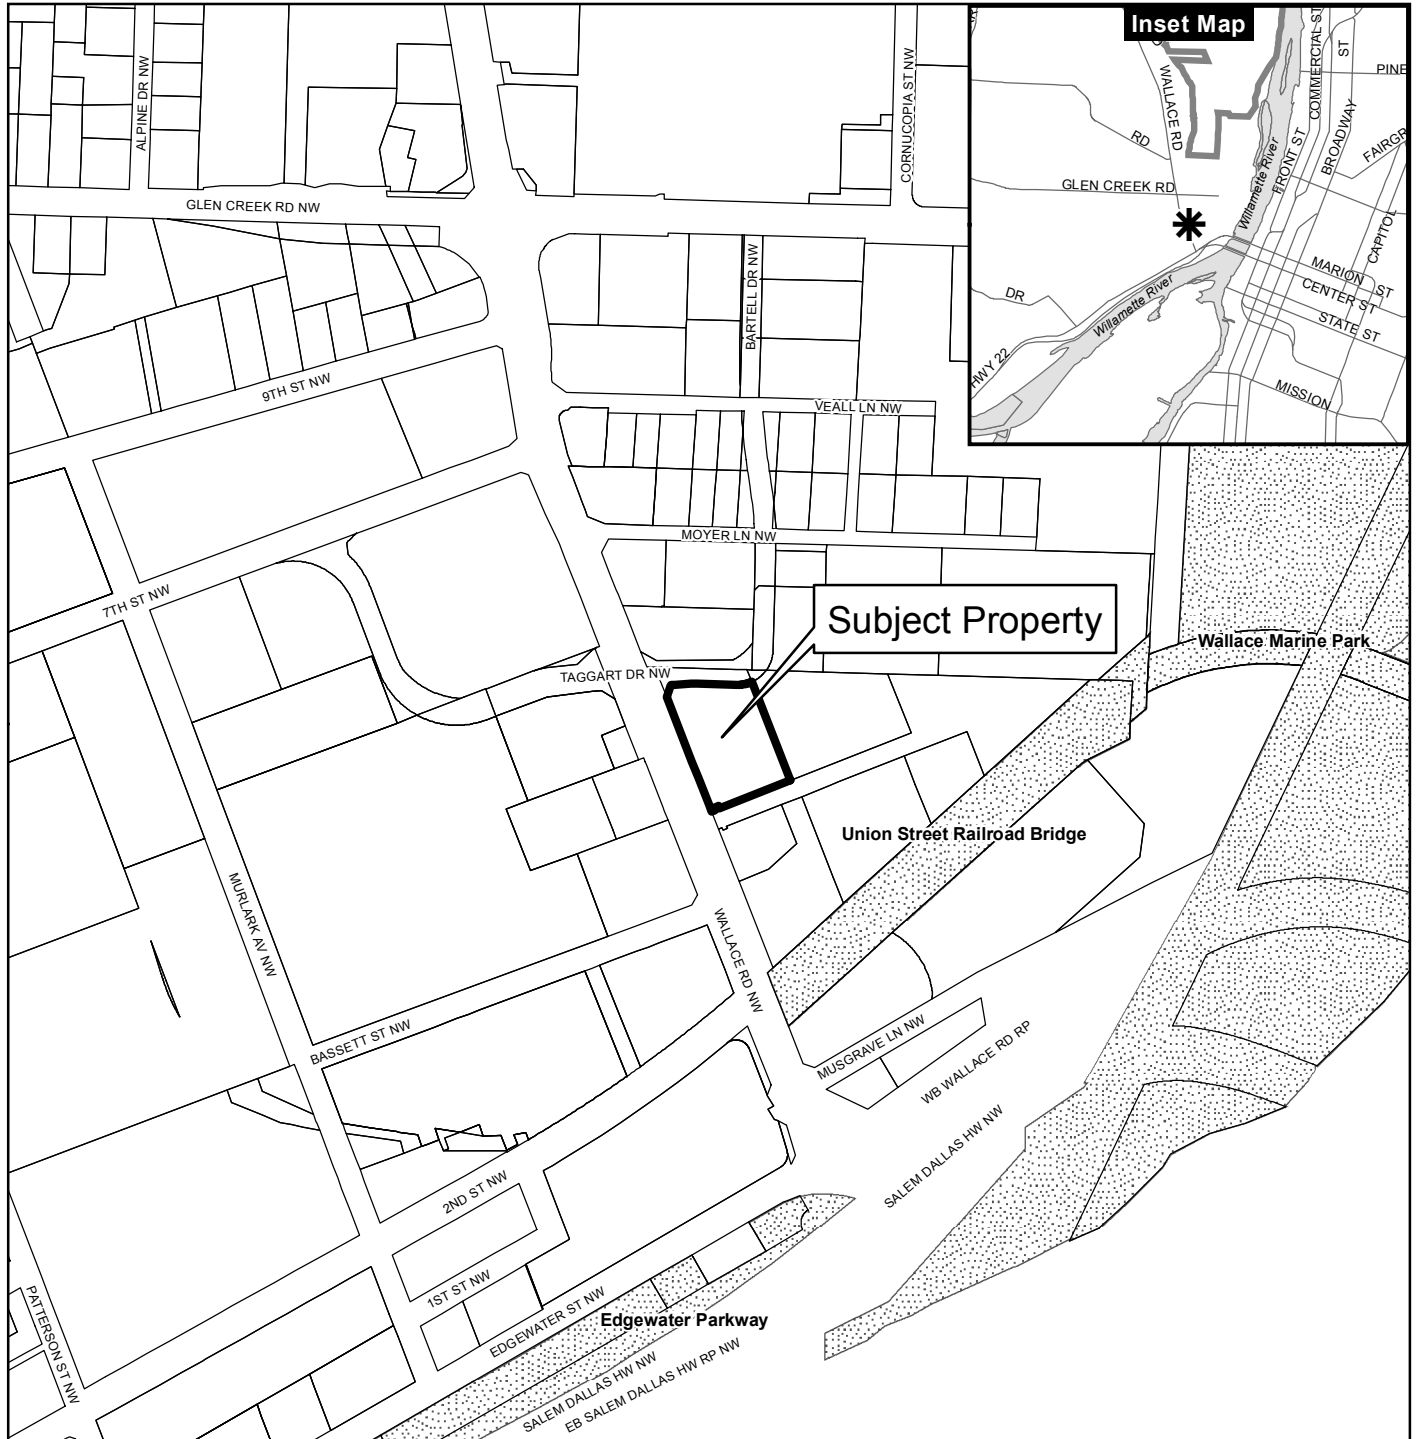 Inset Map
WALLACE RD
COMMERCIAL ST
ST
PINE
BROADWAY
FAIRGR
RD
FRONT ST
GLEN CREEK RD
Willamette River
CAPITOL
MARION ST
CENTER ST
STATE ST
DR
Willamette River
HWY 22
MISSION
ALPINE DR NW
CORNUCOPIA ST NW
GLEN CREEK RD NW
BARTELL DR NW
9TH ST NW
VEALL LN NW
MOYER LN NW
7TH ST NW
Subject Property
Wallace Marine Park
TAGGART DR NW
Union Street Railroad Bridge
MURLARK AV NW
WALLACE RD NW
BASSETT ST NW
MUSGRAVE LN NW
WB WALLACE RD RP
SALEM DALLAS HW NW
2ND ST NW
1ST ST NW
PATTERSON ST NW
EDGEWATER ST NW
Edgewater Parkway
SALEM DALLAS HW NW
EB SALEM DALLAS HW RP NW